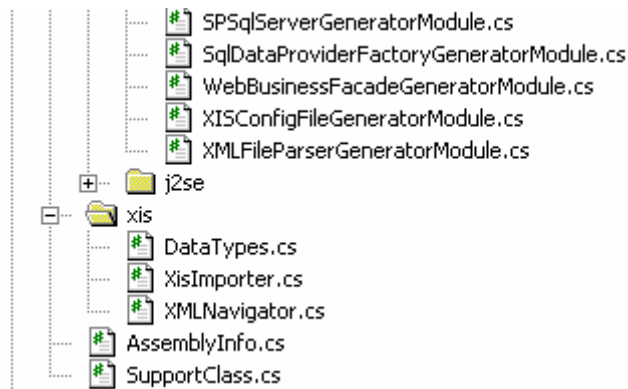 SPSqlServerGeneratorModule.cs
SqlDataProviderFactoryGeneratorModule.cs
WebBusinessFacadeGeneratorModule.cs
XISConfigFileGeneratorModule.cs
XMLFileParserGeneratorModule.cs
j2se
xis
DataTypes.cs
XisImporter.cs
XMLNavigator.cs
AssemblyInfo.cs
SupportClass.cs